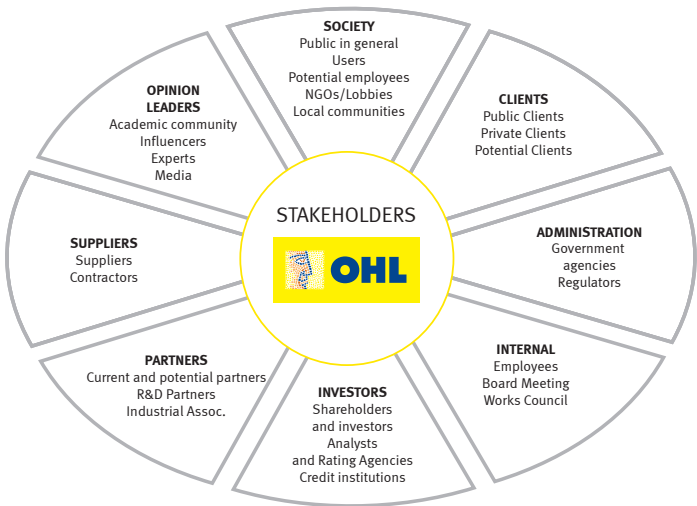 SOCIETY
Public in general
Users
Potential employees
NGOs/Lobbies
Local communities
CLIENTS
Public Clients
Private Clients
Potential Clients
ADMINISTRATION
Government
agencies
Regulators
INTERNAL
Employees
Board Meeting
Works Council
INVESTORS
Shareholders
and investors
Analysts
and Rating Agencies
Credit institutions
PARTNERS
Current and potential partners
R&D Partners
Industrial Assoc.
SUPPLIERS
Suppliers
Contractors
OPINION
LEADERS
Academic community
Influencers
Experts
Media
STAKEHOLDERS
OHL